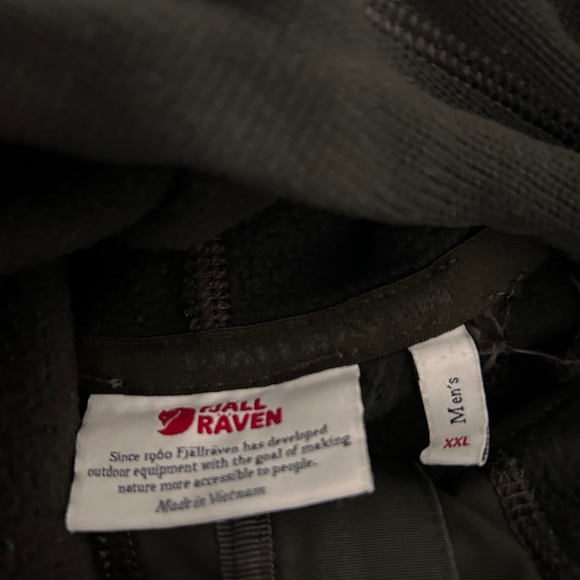 FJÄLLRÄVEN
FJÄLL
RÄVEN
Since 1960 Fjällräven has developed
outdoor equipment with the goal of making
nature more accessible to people.
Made in Vietnam
Men's
XXL